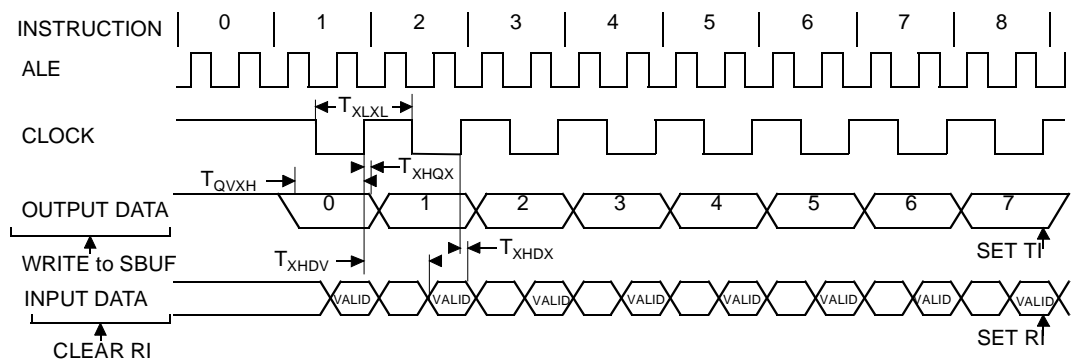 INSTRUCTION 0 1 2 3 4 5 6 7 8
ALE
T_XLXL
CLOCK
T_XHQX
T_QVXH
OUTPUT DATA 0 1 2 3 4 5 6 7
WRITE to SBUF T_XHDV T_XHDX SET TI
INPUT DATA VALID VALID VALID VALID VALID VALID VALID VALID
CLEAR RI SET RI